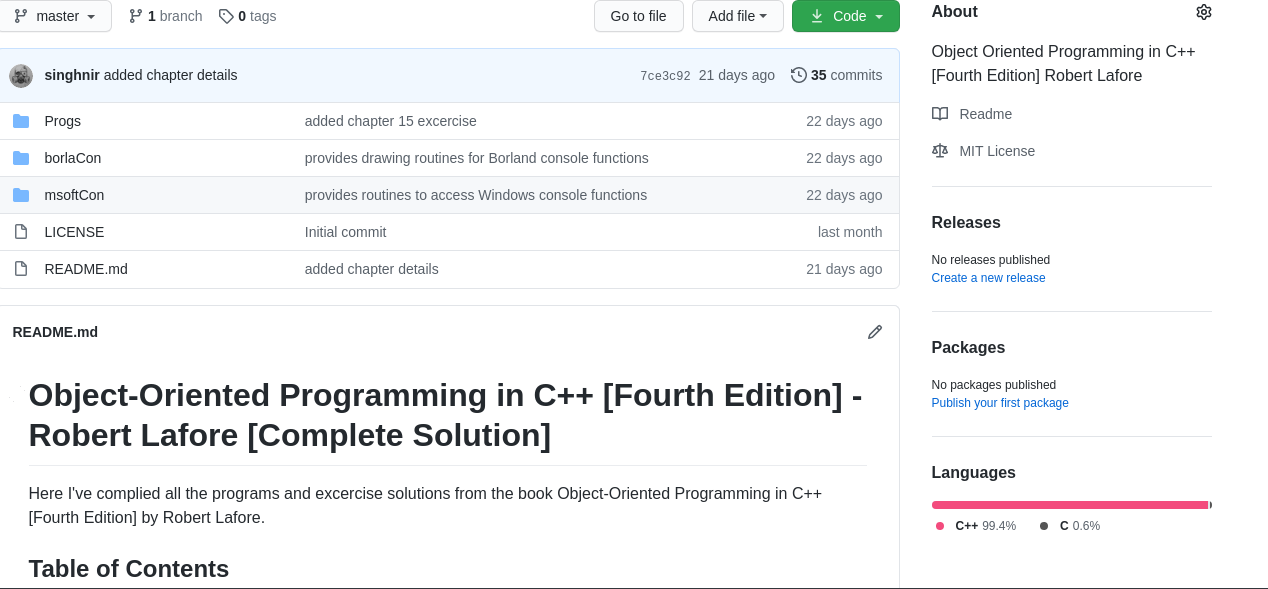 master
1 branch
0 tags
Go to file
Add file
Code
singhnir added chapter details
7ce3c92 21 days ago
35 commits
Progs added chapter 15 excercise 22 days ago
borlaCon provides drawing routines for Borland console functions 22 days ago
msoftCon provides routines to access Windows console functions 22 days ago
LICENSE Initial commit last month
README.md added chapter details 21 days ago
README.md
Object-Oriented Programming in C++ [Fourth Edition] -
Robert Lafore [Complete Solution]
Here I've complied all the programs and excercise solutions from the book Object-Oriented Programming in C++
[Fourth Edition] by Robert Lafore.
Table of Contents
About
Object Oriented Programming in C++
[Fourth Edition] Robert Lafore
Readme
MIT License
Releases
No releases published
Create a new release
Packages
No packages published
Publish your first package
Languages
C++ 99.4%
C 0.6%